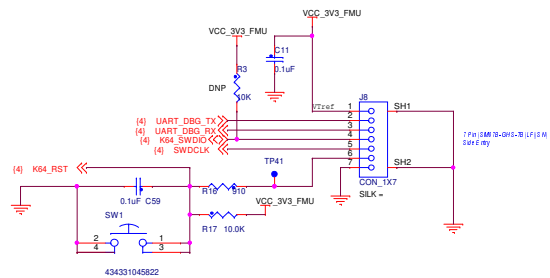 VCC_3V3_FMU
VCC_3V3_FMU
C11
0.1uF
R3
DNP
10K
J8
VTref
1
2
3
4
5
6
7
SH1
SH2
CON_1X7
SILK =
{4} UART_DBG_TX
{4} UART_DBG_RX
{4} K64_SWDIO
{4} SWDCLK
7 Pin (SM07B-GHS-TB(LF)(SN)
Side Entry
{4} K64_RST
TP41
R16 910
0.1uF C59
VCC_3V3_FMU
SW1
R17 10.0K
2
4
1
3
434331045822